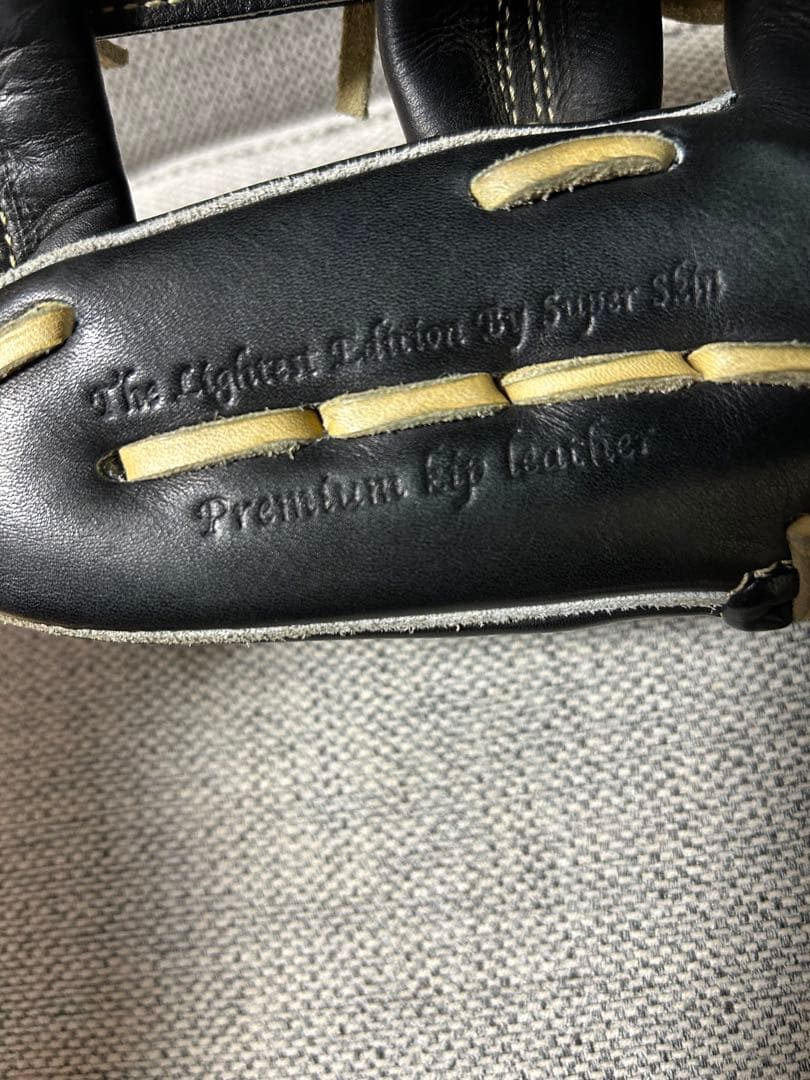 The Lightest Edition By Super Skin
Premium kip leather